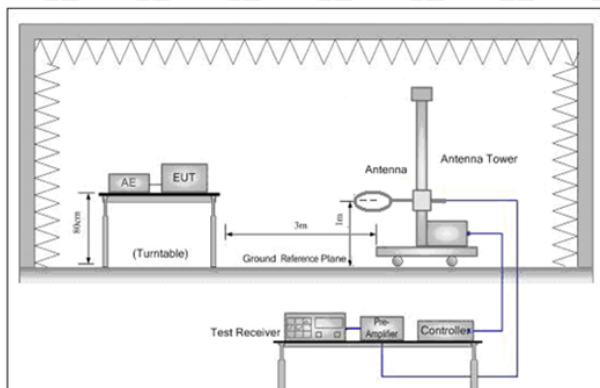 Antenna Tower
Antenna
AE
EUT
80cm
1m
3m
(Turntable)
Ground Reference Plane
Test Receiver
Pre-
Amplifier
Controller